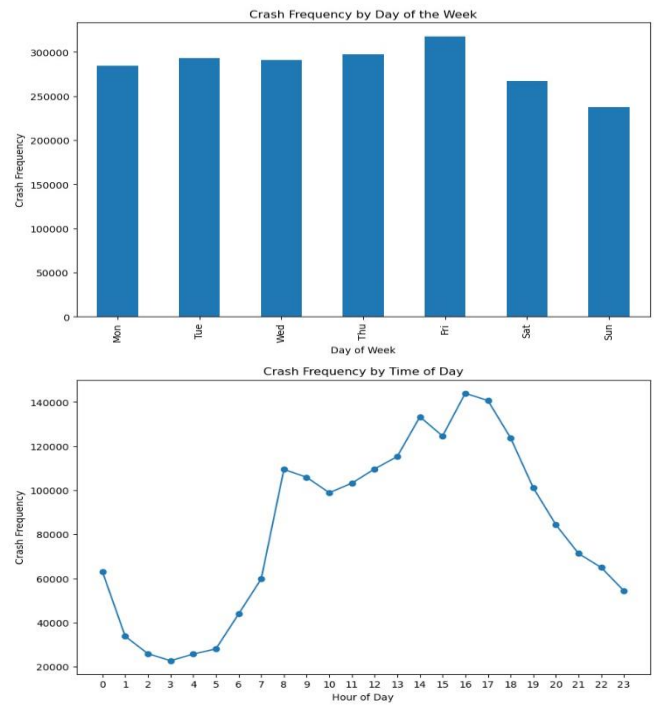 Crash Frequency by Day of the Week
300000
250000
200000
150000
100000
50000
0
Crash Frequency
Mon Tue Wed Thu Fri Sat Sun
Day of Week
Crash Frequency by Time of Day
140000
120000
100000
80000
60000
40000
20000
Crash Frequency
0 1 2 3 4 5 6 7 8 9 10 11 12 13 14 15 16 17 18 19 20 21 22 23
Hour of Day